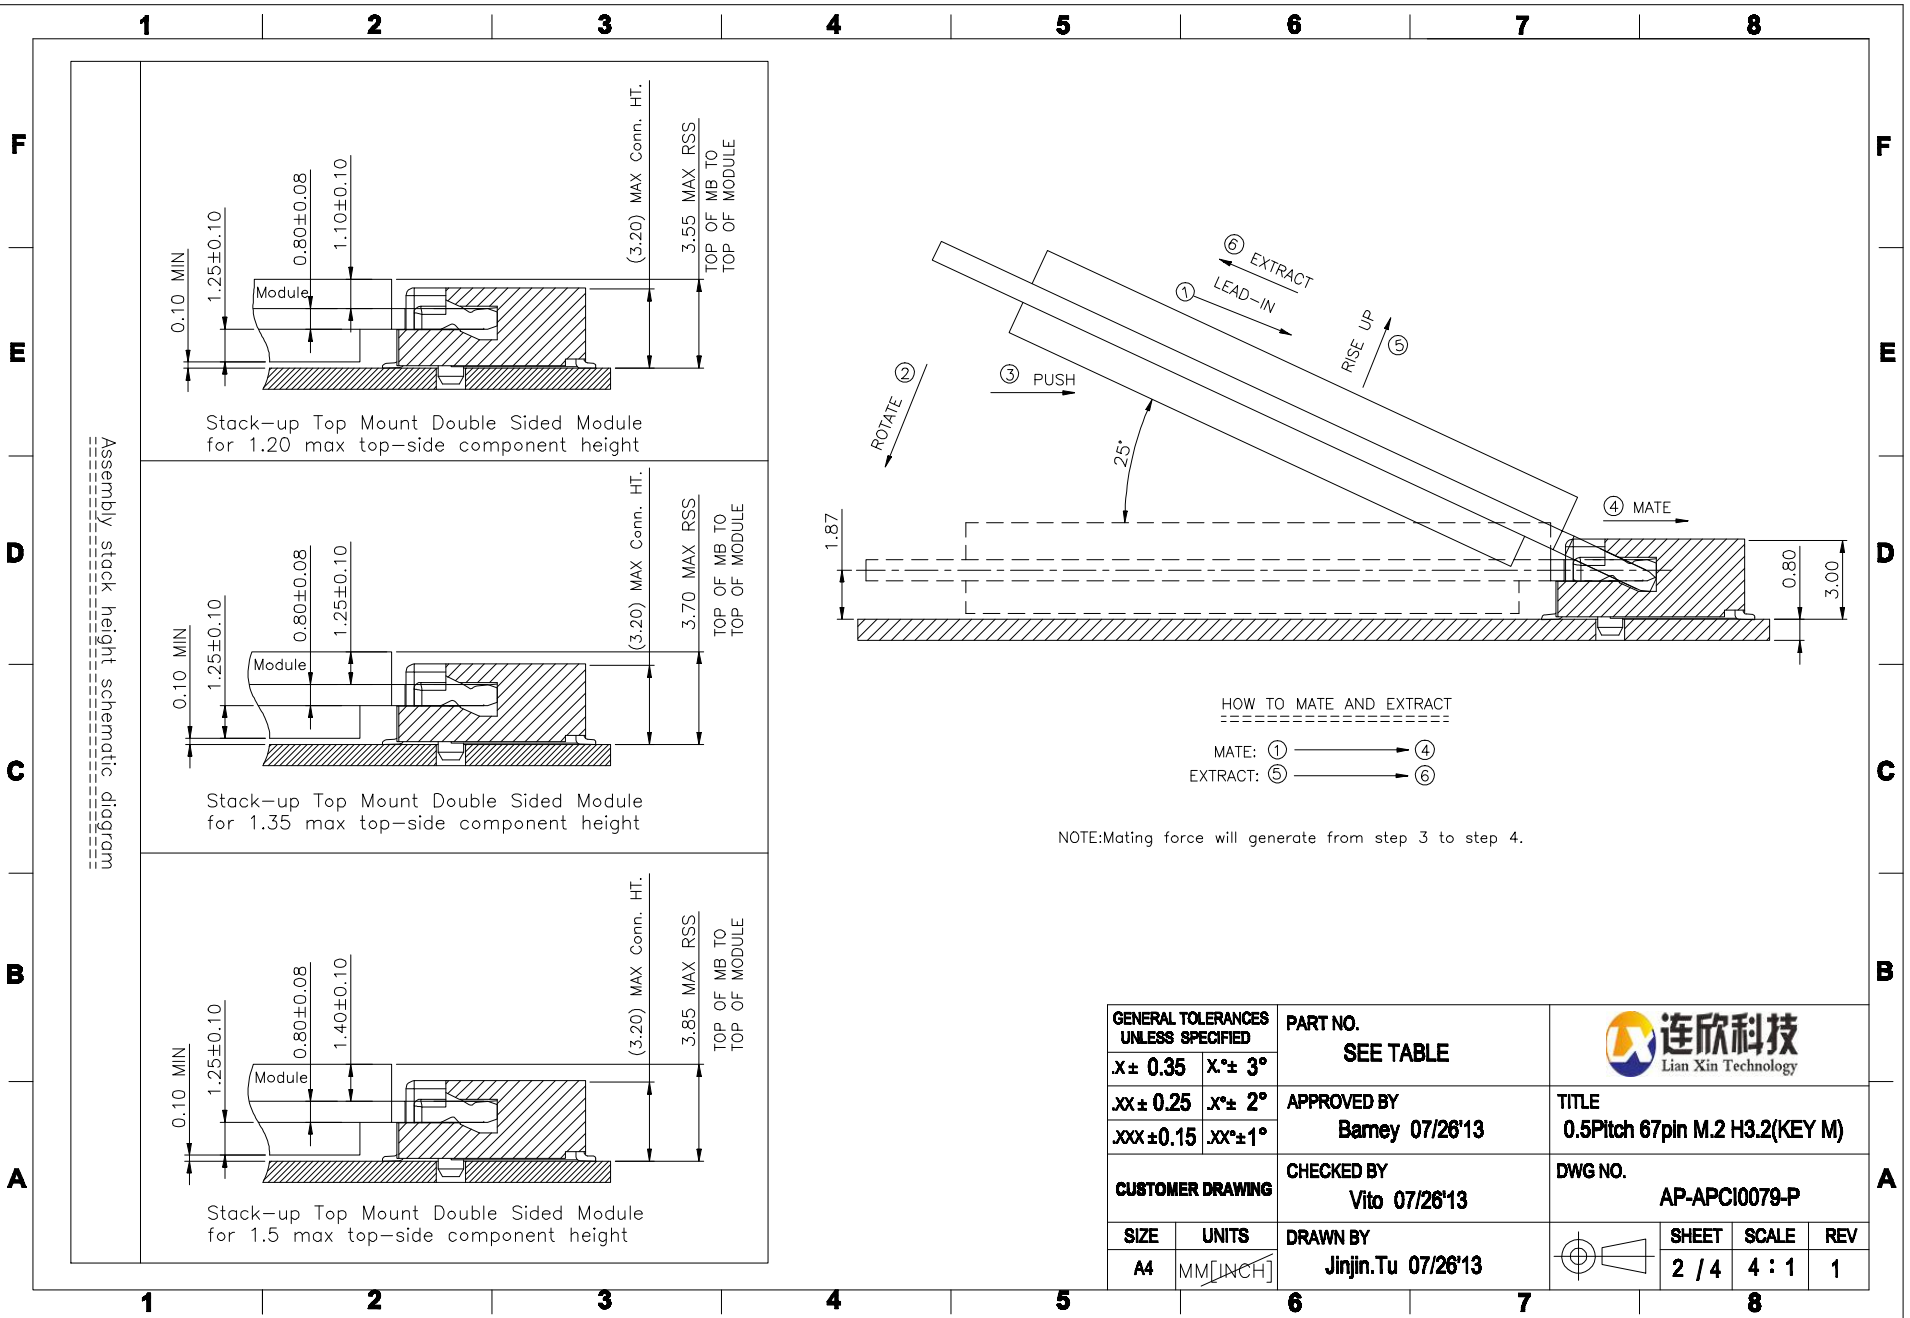 1 2 3 4 5 6 7 8
F
E
D
C
B
A
Assembly stack height schematic diagram
0.10 MIN
1.25±0.10
0.80±0.08
1.10±0.10
(3.20) MAX Conn. HT.
3.55 MAX RSS
TOP OF MB TO
TOP OF MODULE
Module
Stack-up Top Mount Double Sided Module
for 1.20 max top-side component height
0.10 MIN
1.25±0.10
0.80±0.08
1.25±0.10
(3.20) MAX Conn. HT.
3.70 MAX RSS
TOP OF MB TO
TOP OF MODULE
Module
Stack-up Top Mount Double Sided Module
for 1.35 max top-side component height
0.10 MIN
1.25±0.10
0.80±0.08
1.40±0.10
(3.20) MAX Conn. HT.
3.85 MAX RSS
TOP OF MB TO
TOP OF MODULE
Module
Stack-up Top Mount Double Sided Module
for 1.5 max top-side component height
⑥ EXTRACT
① LEAD-IN
RISE UP ⑤
ROTATE ②
③ PUSH
25°
④ MATE
1.87
0.80
3.00
HOW TO MATE AND EXTRACT
MATE: ① ④
EXTRACT: ⑤ ⑥
NOTE:Mating force will generate from step 3 to step 4.
GENERAL TOLERANCES
UNLESS SPECIFIED
.X± 0.35 X.°± 3°
.XX± 0.25 .X°± 2°
.XXX±0.15 .XX°±1°
CUSTOMER DRAWING
SIZE UNITS
A4 MM[INCH]
PART NO.
SEE TABLE
APPROVED BY
Barney 07/26'13
CHECKED BY
Vito 07/26'13
DRAWN BY
Jinjin.Tu 07/26'13
连欣科技
Lian Xin Technology
TITLE
0.5Pitch 67pin M.2 H3.2(KEY M)
DWG NO.
AP-APCI0079-P
SHEET SCALE REV
2 / 4 4 : 1 1
F
E
D
C
B
A
1 2 3 4 5 6 7 8